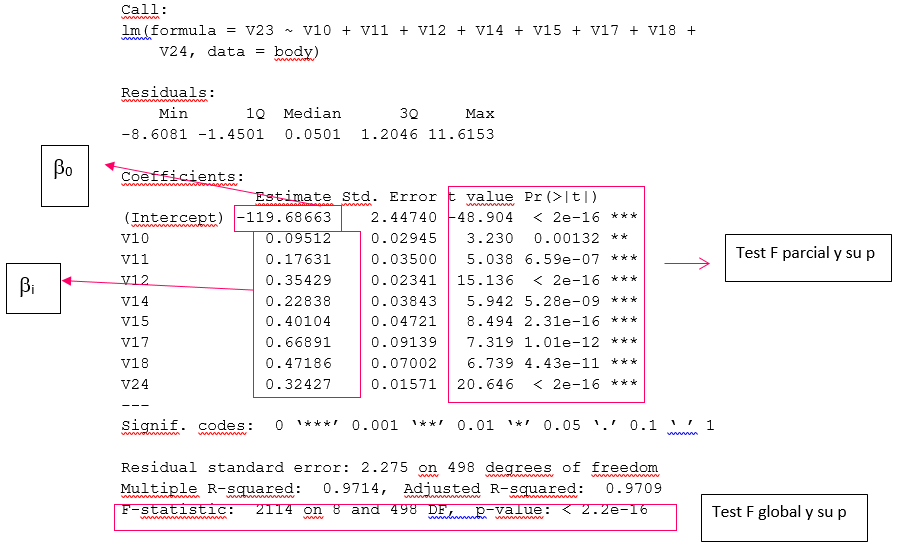 Call:
lm(formula = V23 ~ V10 + V11 + V12 + V14 + V15 + V17 + V18 +
V24, data = body)
Residuals:
Min 1Q Median 3Q Max
-8.6081 -1.4501 0.0501 1.2046 11.6153
β0
Coefficients:
Estimate Std. Error t value Pr(>|t|)
(Intercept) -119.68663 2.44740 -48.904 < 2e-16 ***
V10 0.09512 0.02945 3.230 0.00132 **
V11 0.17631 0.03500 5.038 6.59e-07 ***
Test F parcial y su p
V12 0.35429 0.02341 15.136 < 2e-16 ***
βi
V14 0.22838 0.03843 5.942 5.28e-09 ***
V15 0.40104 0.04721 8.494 2.31e-16 ***
V17 0.66891 0.09139 7.319 1.01e-12 ***
V18 0.47186 0.07002 6.739 4.43e-11 ***
V24 0.32427 0.01571 20.646 < 2e-16 ***
---
Signif. codes: 0 ‘***’ 0.001 ‘**’ 0.01 ‘*’ 0.05 ‘.’ 0.1 ‘ ’ 1
Residual standard error: 2.275 on 498 degrees of freedom
Multiple R-squared: 0.9714, Adjusted R-squared: 0.9709
F-statistic: 2114 on 8 and 498 DF, p-value: < 2.2e-16
Test F global y su p